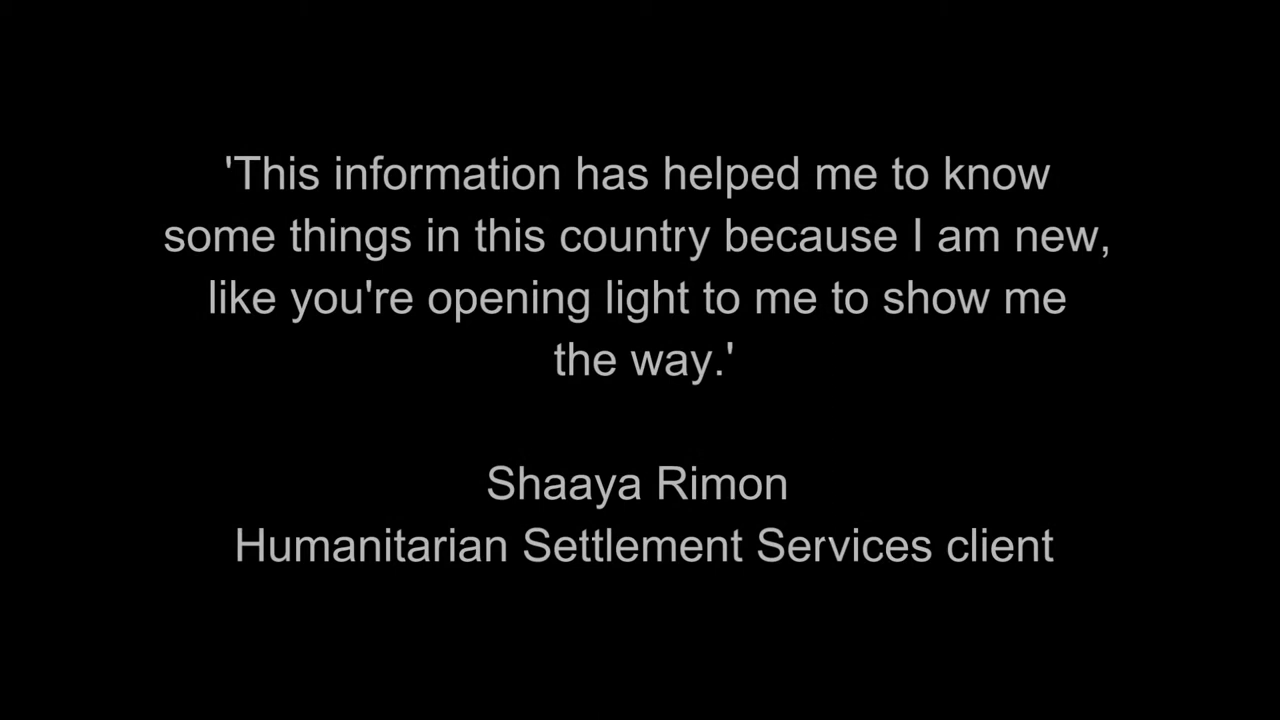 'This information has helped me to know
some things in this country because I am new,
like you're opening light to me to show me
the way.'
Shaaya Rimon
Humanitarian Settlement Services client